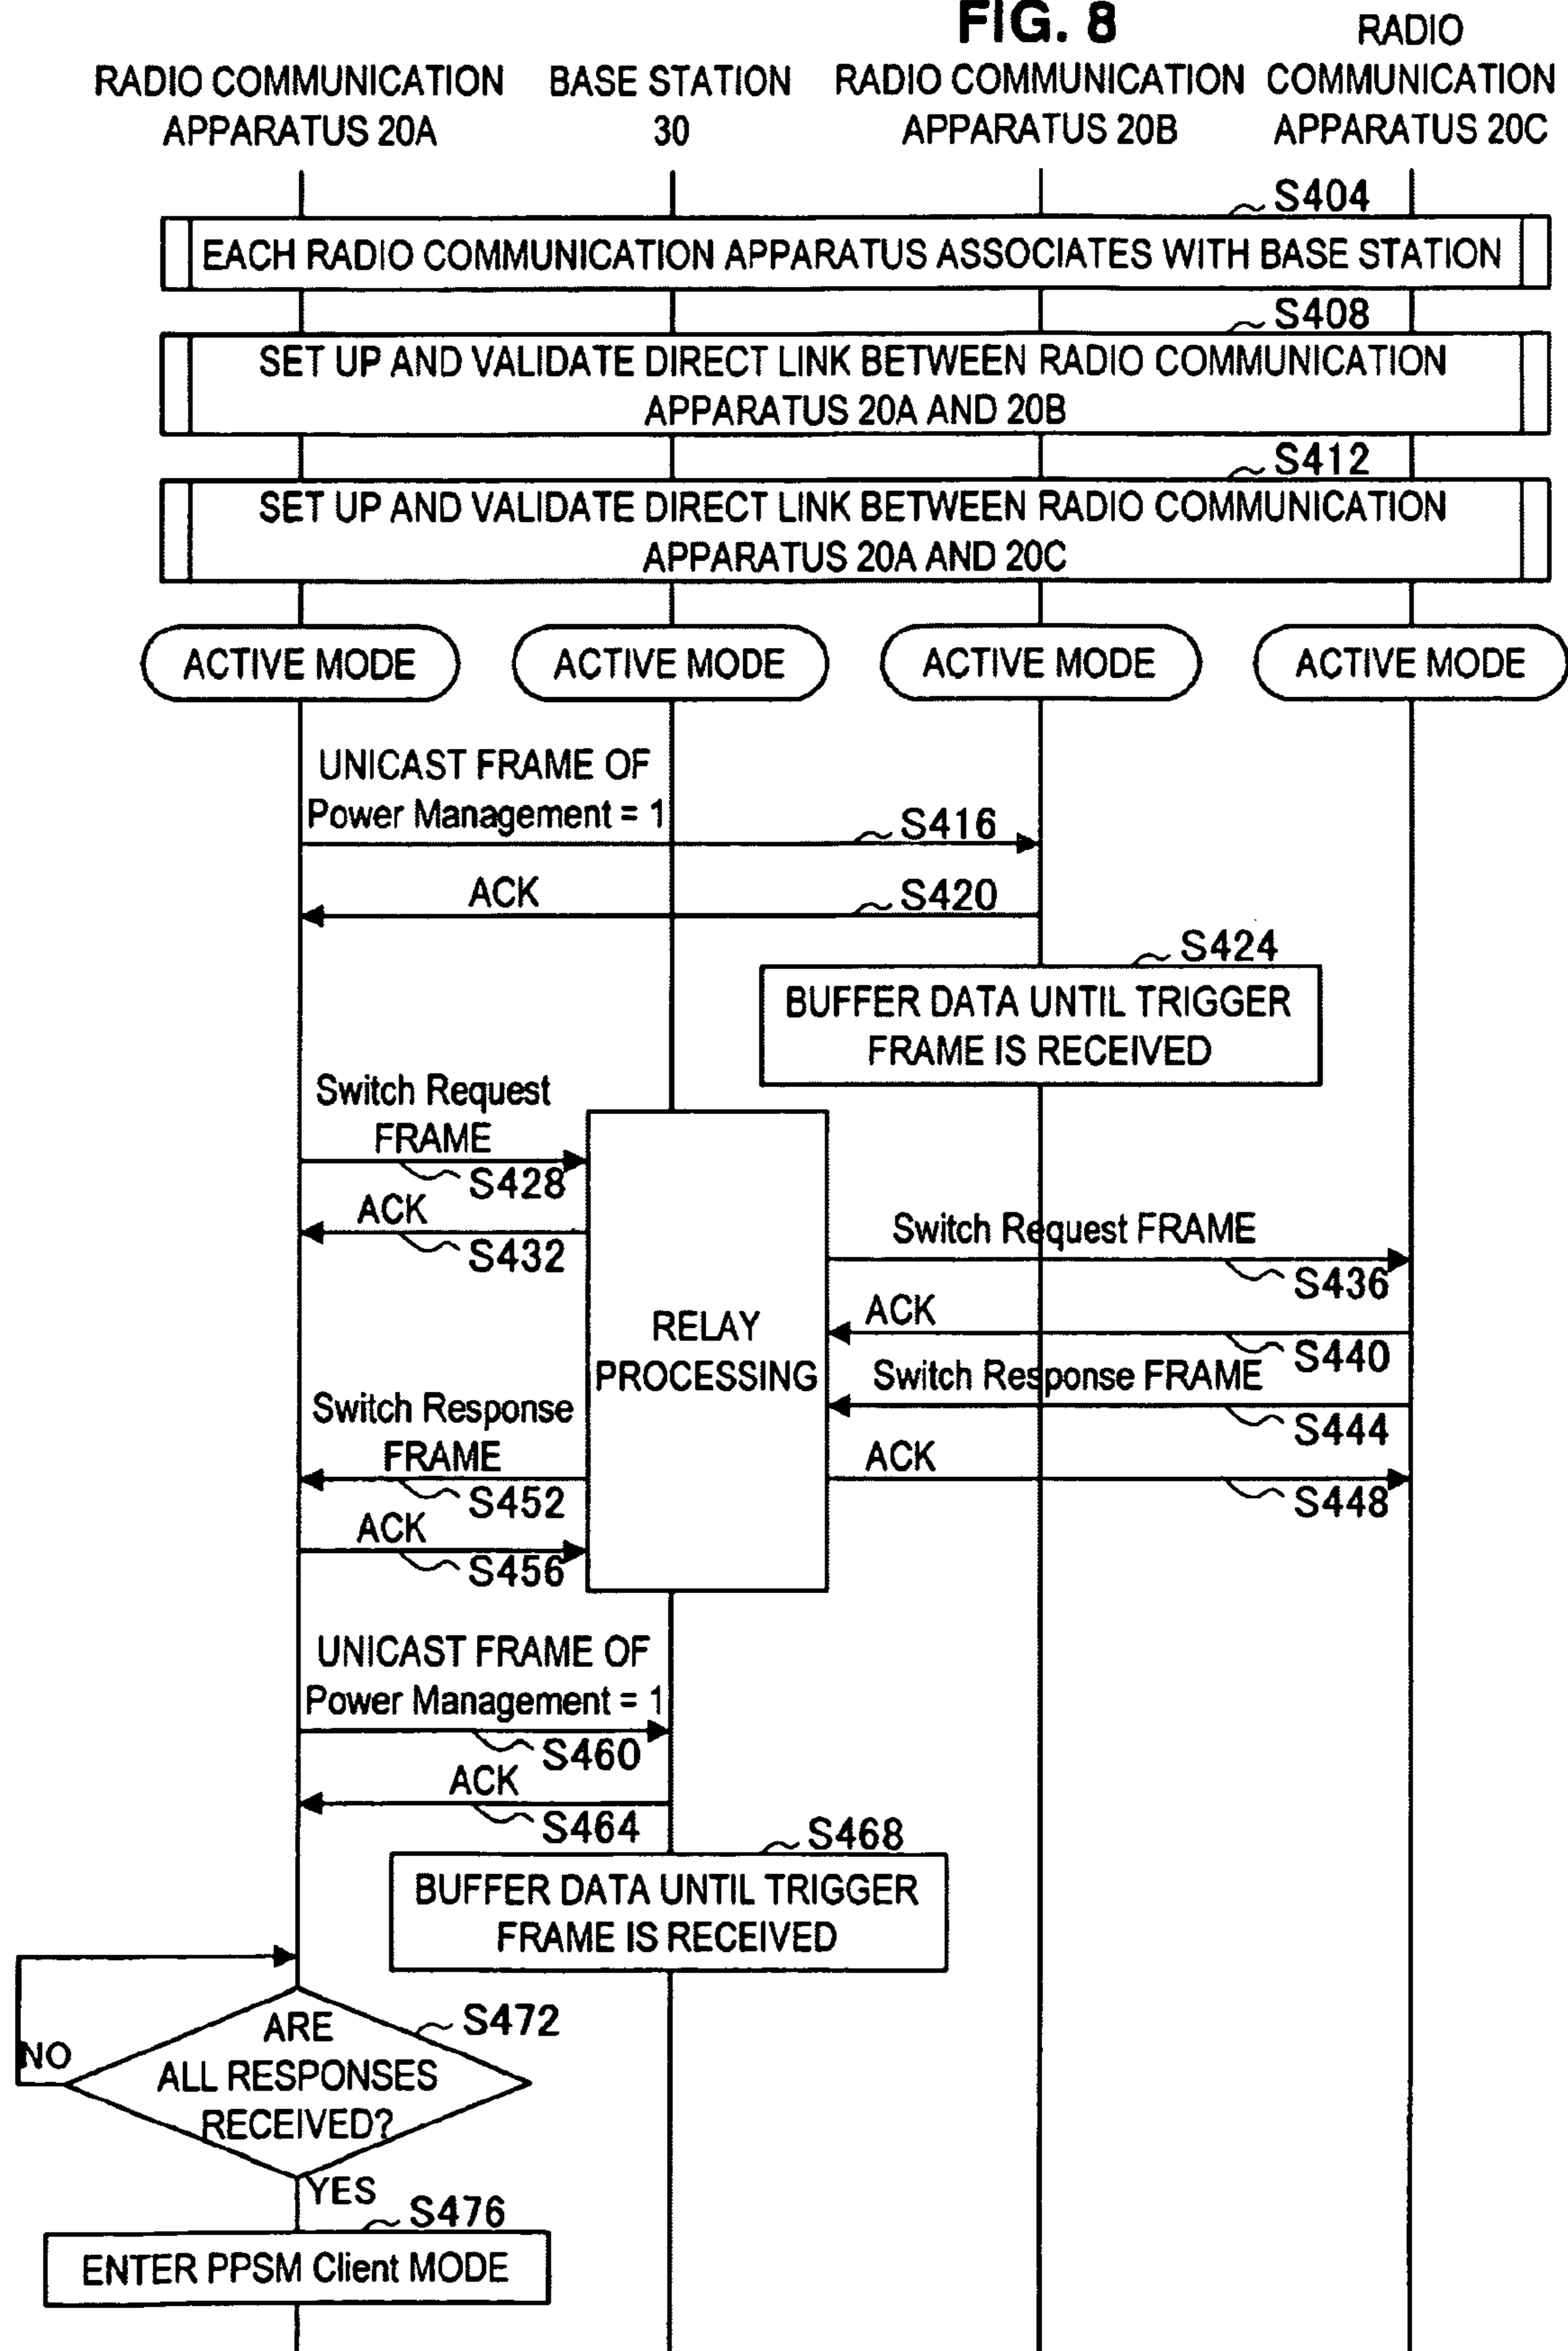 FIG. 8
RADIO COMMUNICATION
APPARATUS 20A
BASE STATION
30
RADIO COMMUNICATION
APPARATUS 20B
RADIO
COMMUNICATION
APPARATUS 20C
S404
EACH RADIO COMMUNICATION APPARATUS ASSOCIATES WITH BASE STATION
S408
SET UP AND VALIDATE DIRECT LINK BETWEEN RADIO COMMUNICATION
APPARATUS 20A AND 20B
S412
SET UP AND VALIDATE DIRECT LINK BETWEEN RADIO COMMUNICATION
APPARATUS 20A AND 20C
ACTIVE MODE
ACTIVE MODE
ACTIVE MODE
ACTIVE MODE
UNICAST FRAME OF
Power Management = 1
S416
ACK
S420
S424
BUFFER DATA UNTIL TRIGGER
FRAME IS RECEIVED
Switch Request
FRAME
S428
ACK
S432
Switch Request FRAME
S436
RELAY
PROCESSING
ACK
S440
Switch Response FRAME
S444
Switch Response
FRAME
S452
ACK
S448
ACK
S456
UNICAST FRAME OF
Power Management = 1
S460
ACK
S464
S468
BUFFER DATA UNTIL TRIGGER
FRAME IS RECEIVED
S472
ARE
ALL RESPONSES
RECEIVED?
NO
YES
S476
ENTER PPSM Client MODE